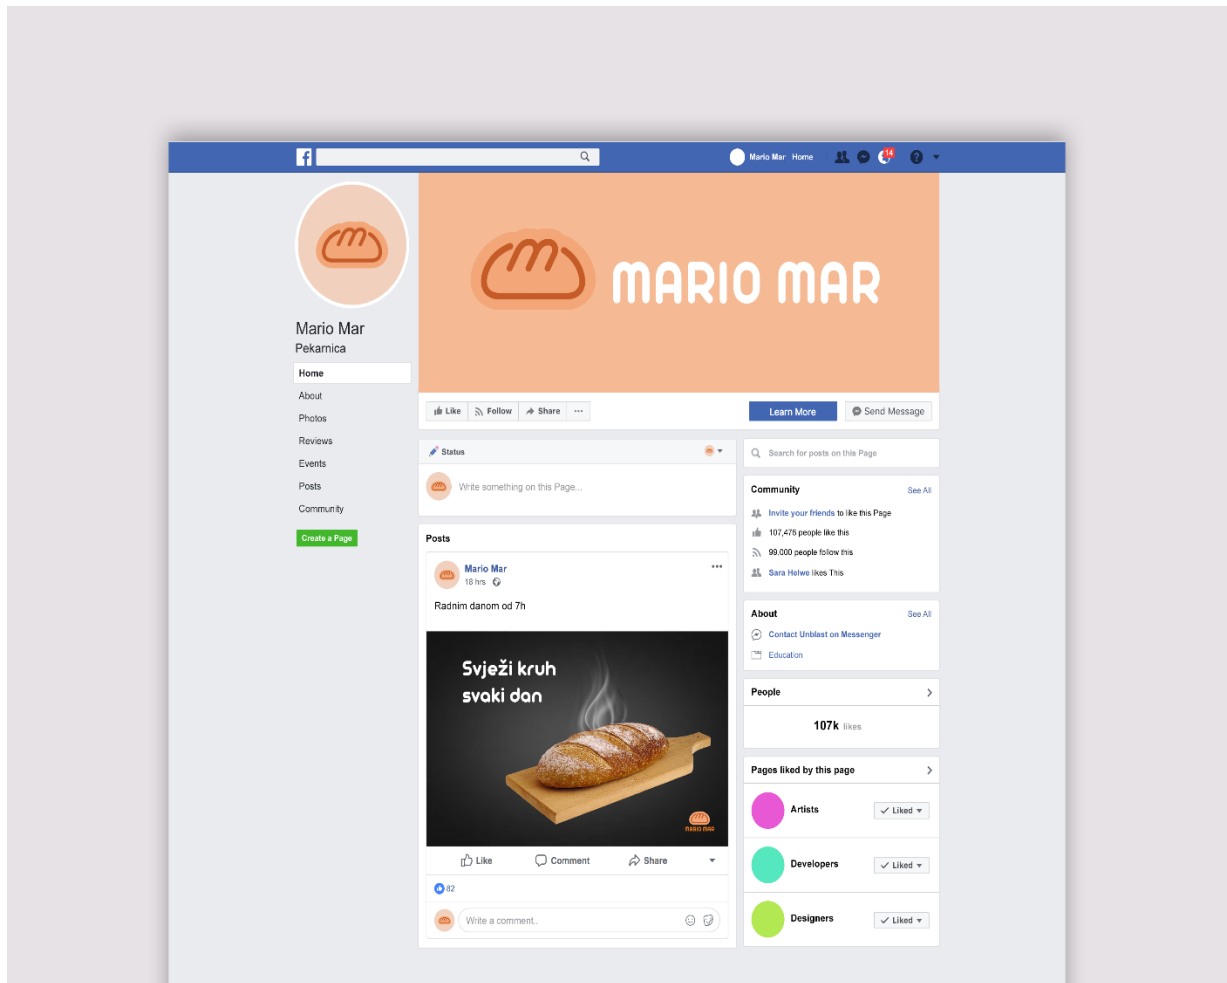 Mario Mar Home
14
Mario Mar
Pekarnica
Home
About
Photos
Reviews
Events
Posts
Community
Create a Page
MARIO MAR
Like
Follow
Share
Learn More
Send Message
Status
Write something on this Page...
Posts
Mario Mar
18 hrs
Radnim danom od 7h
Svježi kruh
svaki dan
MARIO MAR
Like
Comment
Share
82
Write a comment..
Search for posts on this Page
Community
See All
Invite your friends to like this Page
107,476 people like this
99,000 people follow this
Sara Helwe likes This
About
See All
Contact Unblast on Messenger
Education
People
107k likes
Pages liked by this page
Artists
Liked
Developers
Liked
Designers
Liked